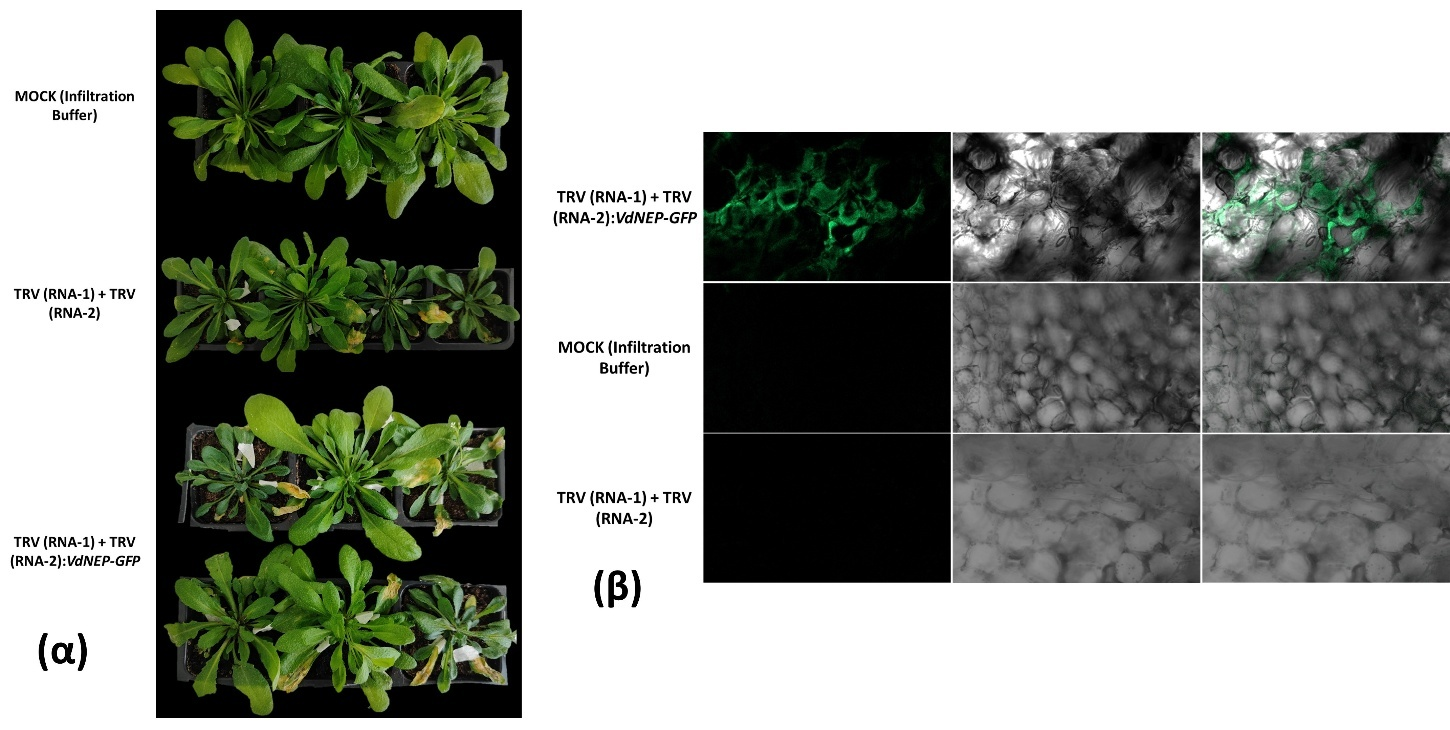 MOCK (Infiltration
Buffer)
TRV (RNA-1) + TRV
(RNA-2)
TRV (RNA-1) + TRV
(RNA-2):VdNEP-GFP
(α)
TRV (RNA-1) + TRV
(RNA-2):VdNEP-GFP
MOCK (Infiltration
Buffer)
TRV (RNA-1) + TRV
(RNA-2)
(β)